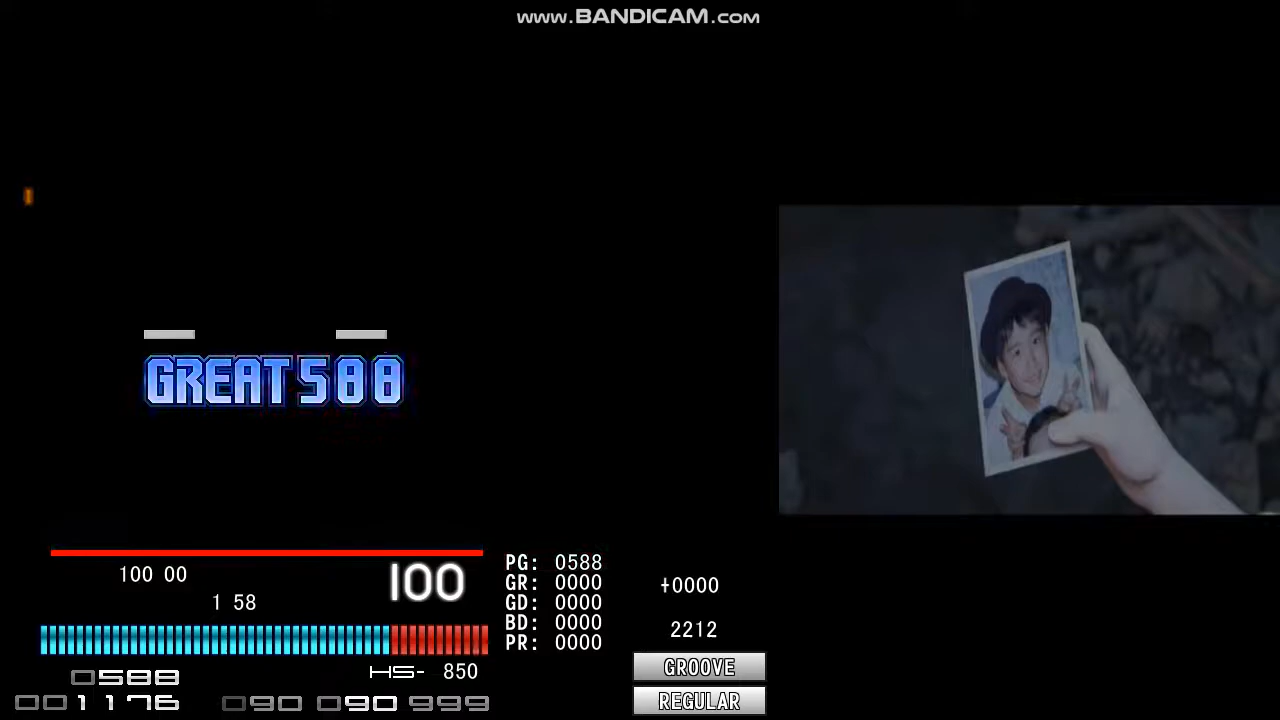 www.BANDICAM.com
GREAT 588
100 00
100
1 58
PG: 0588
GR: 0000
GD: 0000
BD: 0000
PR: 0000
+0000
2212
HS- 850
GROOVE
0588
001176
090 090 999
REGULAR